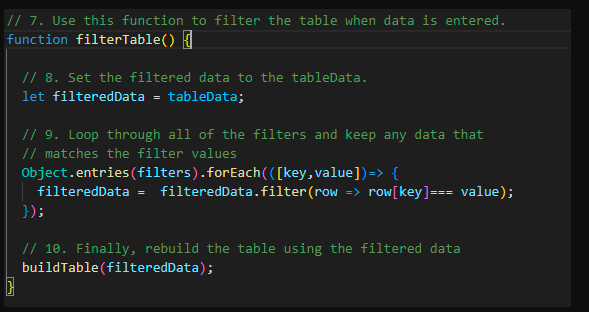 // 7. Use this function to filter the table when data is entered.
function filterTable() {
// 8. Set the filtered data to the tableData.
let filteredData = tableData;
// 9. Loop through all of the filters and keep any data that
// matches the filter values
Object.entries(filters).forEach(([key,value])=> {
filteredData =  filteredData.filter(row => row[key]=== value);
});
// 10. Finally, rebuild the table using the filtered data
buildTable(filteredData);
}